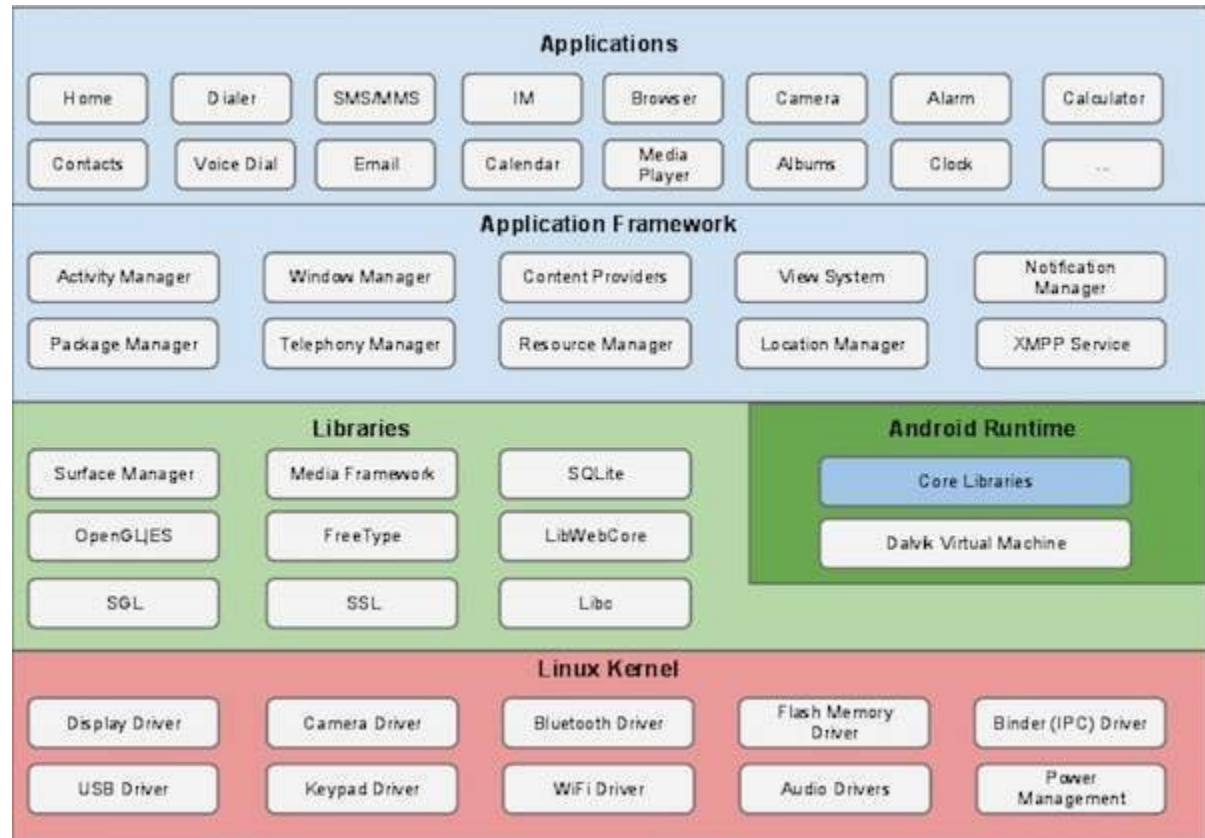 Applications
Home
Dialer
SMS/MMS
IM
Browser
Camera
Alarm
Calculator
Contacts
Voice Dial
Email
Calendar
Media
Player
Albums
Clock
...
Application Framework
Activity Manager
Window Manager
Content Providers
View System
Notification
Manager
Package Manager
Telephony Manager
Resource Manager
Location Manager
XMPP Service
Libraries
Surface Manager
Media Framework
SQLite
OpenGL|ES
FreeType
LibWebCore
SGL
SSL
Libc
Android Runtime
Core Libraries
Dalvik Virtual Machine
Linux Kernel
Display Driver
Camera Driver
Bluetooth Driver
Flash Memory
Driver
Binder (IPC) Driver
USB Driver
Keypad Driver
WiFi Driver
Audio Drivers
Power
Management